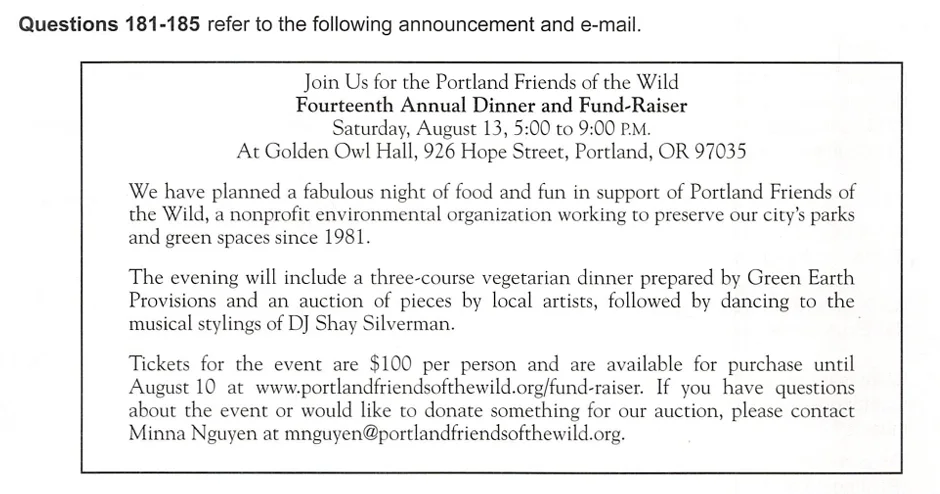 Questions 181-185 refer to the following announcement and e-mail.
Join Us for the Portland Friends of the Wild
Fourteenth Annual Dinner and Fund-Raiser
Saturday, August 13, 5:00 to 9:00 P.M.
At Golden Owl Hall, 926 Hope Street, Portland, OR 97035
We have planned a fabulous night of food and fun in support of Portland Friends of
the Wild, a nonprofit environmental organization working to preserve our city's parks
and green spaces since 1981.
The evening will include a three-course vegetarian dinner prepared by Green Earth
Provisions and an auction of pieces by local artists, followed by dancing to the
musical stylings of DJ Shay Silverman.
Tickets for the event are $100 per person and are available for purchase until
August 10 at www.portlandfriendsofthewild.org/fund-raiser. If you have questions
about the event or would like to donate something for our auction, please contact
Minna Nguyen at mnguyen@portlandfriendsofthewild.org.